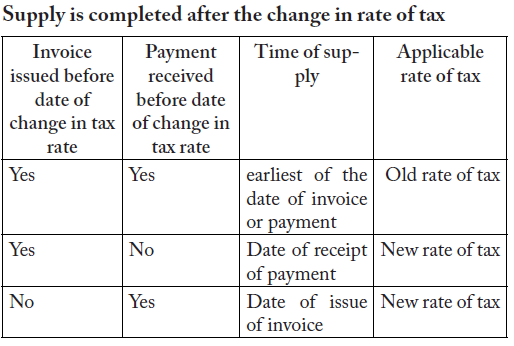 Supply is completed after the change in rate of tax
Invoice issued before date of change in tax rate
Payment received before date of change in tax rate
Time of sup-
ply
Applicable rate of tax
Yes
Yes
earliest of the date of invoice or payment
Old rate of tax
Yes
No
Date of receipt of payment
New rate of tax
No
Yes
Date of issue of invoice
New rate of tax